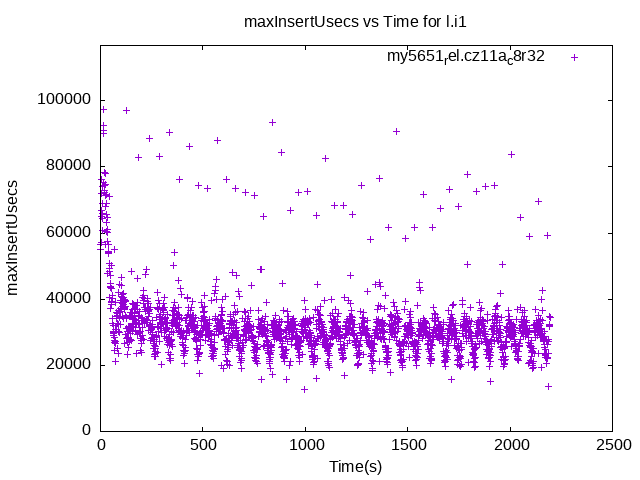 maxInsertUsecs vs Time for l.i1
my5651_rel.cz11a_c8r32
maxInsertUsecs
100000
80000
60000
40000
20000
0
0 500 1000 1500 2000 2500
Time(s)